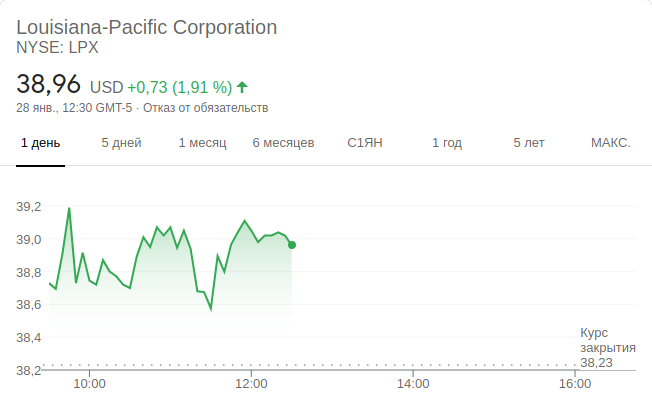 Louisiana-Pacific Corporation
NYSE: LPX
38,96 USD +0,73 (1,91 %)
28 янв., 12:30 GMT-5 · Отказ от обязательств
1 день 5 дней 1 месяц 6 месяцев С1ЯН 1 год 5 лет МАКС.
39,2
39,0
38,8
38,6
38,4
38,2
Курс
закрытия
38,23
10:00 12:00 14:00 16:00